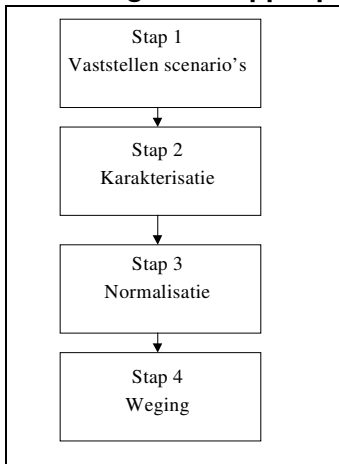 Stap 1
Vaststellen scenario's
Stap 2
Karakterisatie
Stap 3
Normalisatie
Stap 4
Weging